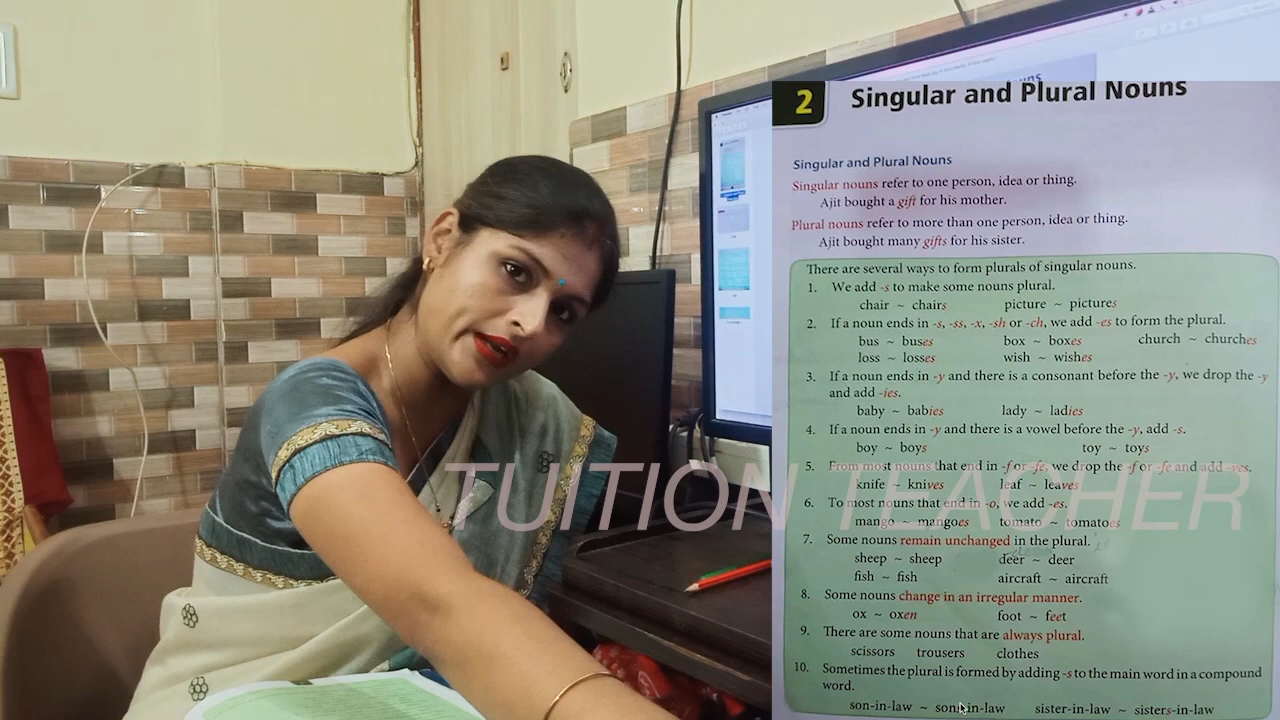 2 Singular and Plural Nouns
Singular and Plural Nouns
Singular nouns refer to one person, idea or thing.
Ajit bought a gift for his mother.
Plural nouns refer to more than one person, idea or thing.
Ajit bought many gifts for his sister.
There are several ways to form plurals of singular nouns.
1. We add -s to make some nouns plural.
chair ~ chairs picture ~ pictures
2. If a noun ends in -s, -ss, -x, -sh or -ch, we add -es to form the plural.
bus ~ buses box ~ boxes church ~ churches
loss ~ losses wish ~ wishes
3. If a noun ends in -y and there is a consonant before the -y, we drop the -y
and add -ies.
baby ~ babies lady ~ ladies
4. If a noun ends in -y and there is a vowel before the -y, add -s.
boy ~ boys toy ~ toys
5. From most nouns that end in -f or -fe, we drop the -f or -fe and add -ves.
knife ~ knives leaf ~ leaves
TUITION TEACHER
6. To most nouns that end in -o, we add -es.
mango ~ mangoes tomato ~ tomatoes
7. Some nouns remain unchanged in the plural.
sheep ~ sheep deer ~ deer
fish ~ fish aircraft ~ aircraft
8. Some nouns change in an irregular manner.
ox ~ oxen foot ~ feet
9. There are some nouns that are always plural.
scissors trousers clothes
10. Sometimes the plural is formed by adding -s to the main word in a compound
word.
son-in-law ~ sons-in-law sister-in-law ~ sisters-in-law